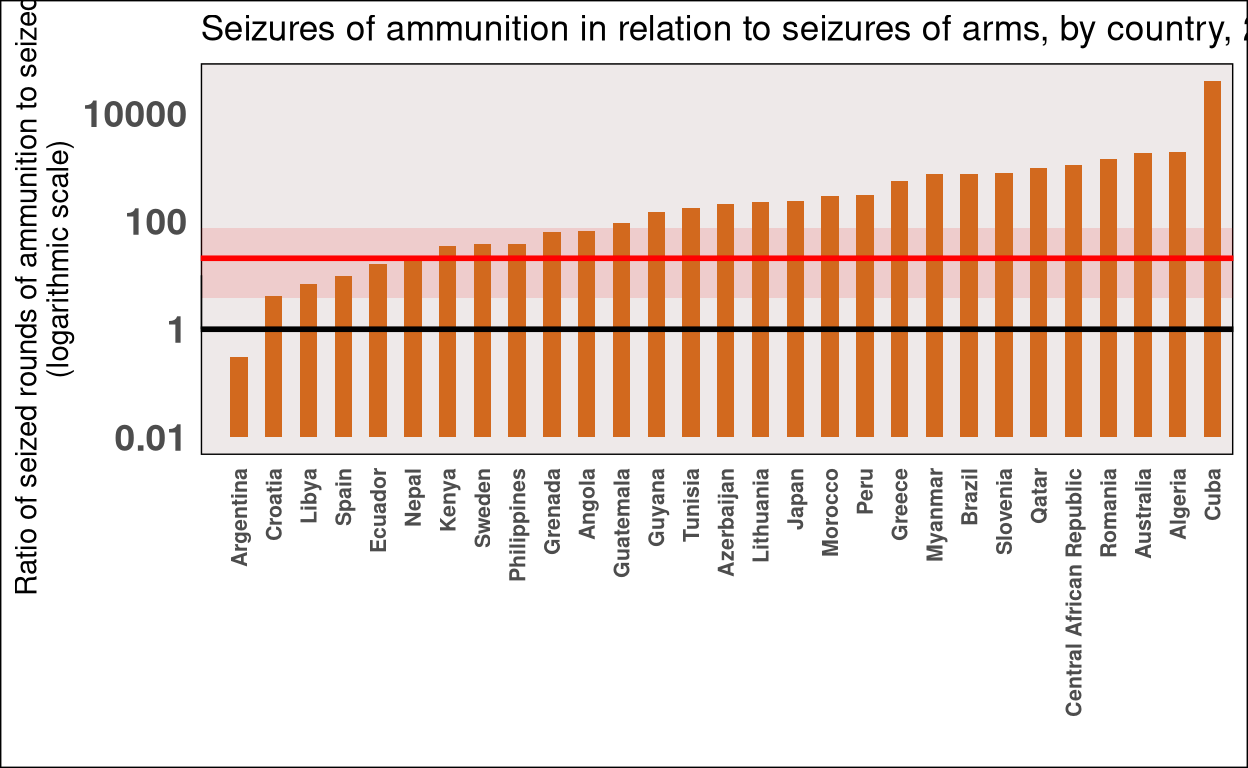 Seizures of ammunition in relation to seizures of arms, by country,
Ratio of seized rounds of ammunition to seized
(logarithmic scale)
10000
100
1
0.01
Argentina
Croatia
Libya
Spain
Ecuador
Nepal
Kenya
Sweden
Philippines
Grenada
Angola
Guatemala
Guyana
Tunisia
Azerbaijan
Lithuania
Japan
Morocco
Peru
Greece
Myanmar
Brazil
Slovenia
Qatar
Central African Republic
Romania
Australia
Algeria
Cuba